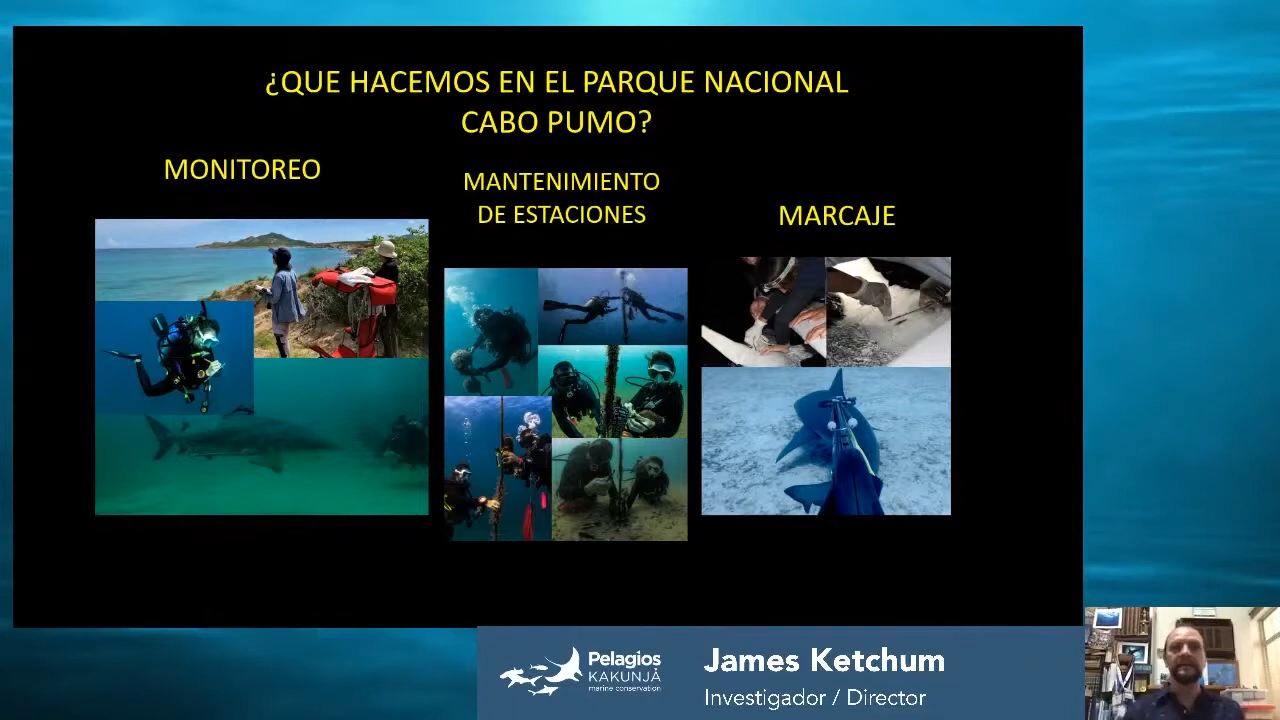 ¿QUE HACEMOS EN EL PARQUE NACIONAL
CABO PUMO?
MONITOREO
MANTENIMIENTO
DE ESTACIONES
MARCAJE
Pelagios
KAKUNJÁ
marine conservation
James Ketchum
Investigador / Director